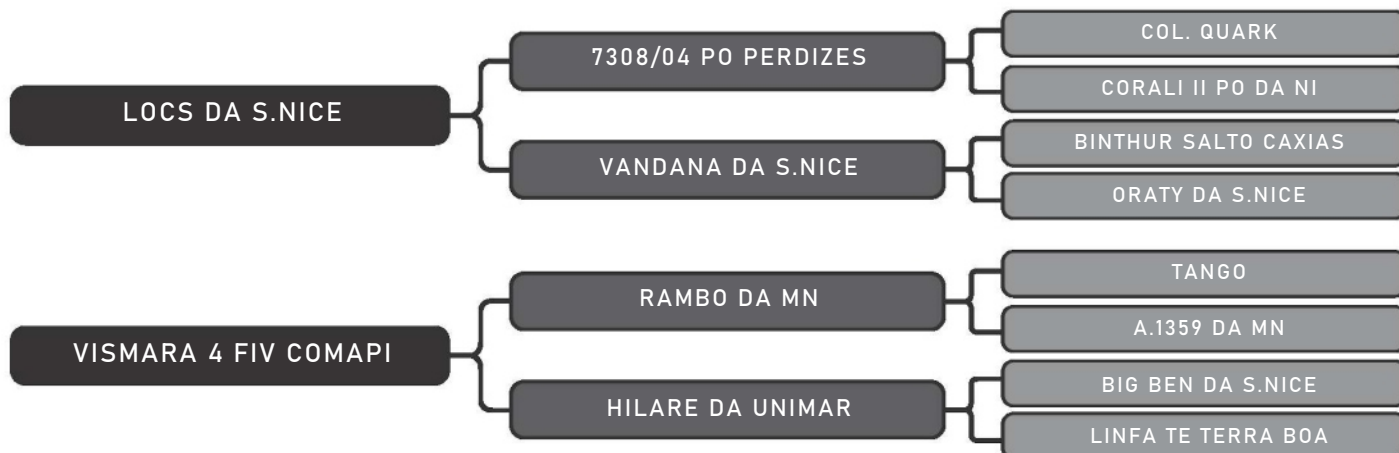 LOCS DA S.NICE
7308/04 PO PERDIZES
COL. QUARK
CORALI II PO DA NI
VANDANA DA S.NICE
BINTHUR SALTO CAXIAS
ORATY DA S.NICE
VISMARA 4 FIV COMAPI
RAMBO DA MN
TANGO
A.1359 DA MN
HILARE DA UNIMAR
BIG BEN DA S.NICE
LINFA TE TERRA BOA